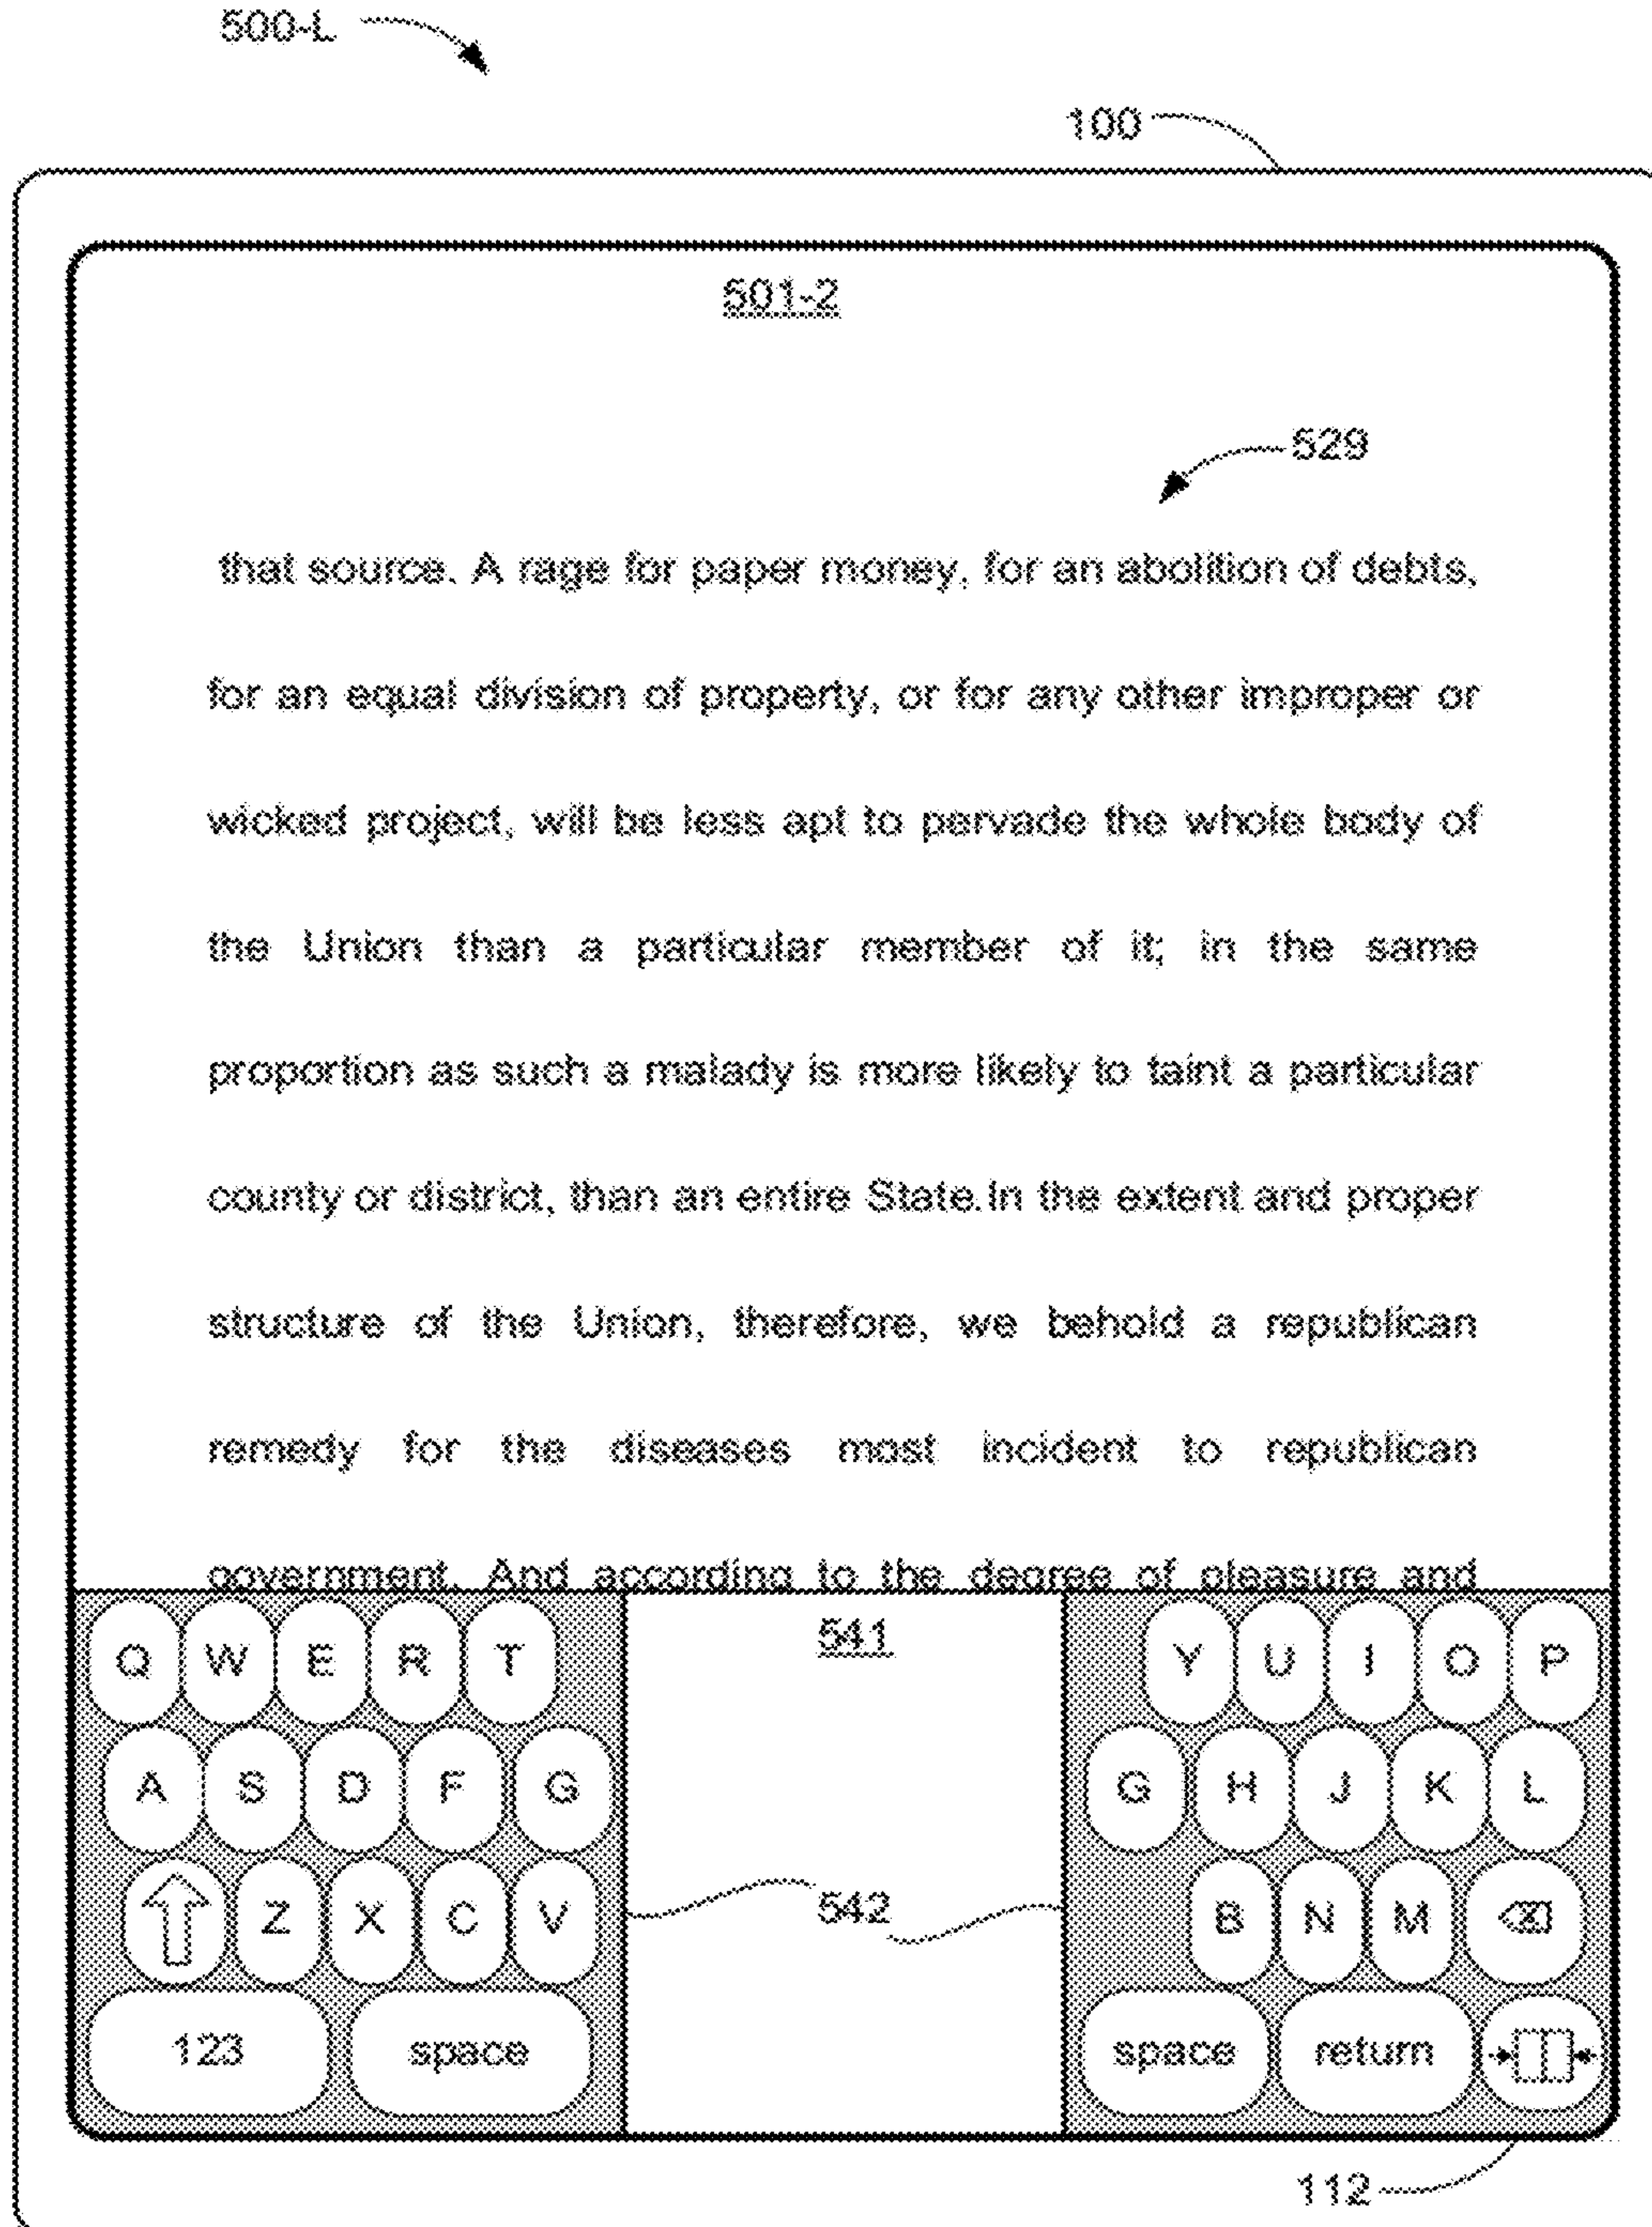 500-L
100
501-2
529
that source. A rage for paper money, for an abolition of debts,
for an equal division of property, or for any other improper or
wicked project, will be less apt to pervade the whole body of
the Union than a particular member of it; in the same
proportion as such a malady is more likely to taint a particular
county or district, than an entire State.In the extent and proper
structure of the Union, therefore, we behold a republican
remedy for the diseases most incident to republican
government. And according to the degree of pleasure and
541
Q W E R T Y U I O P
A S D F G G H J K L
542
Z X C V B N M
123 space space return
112